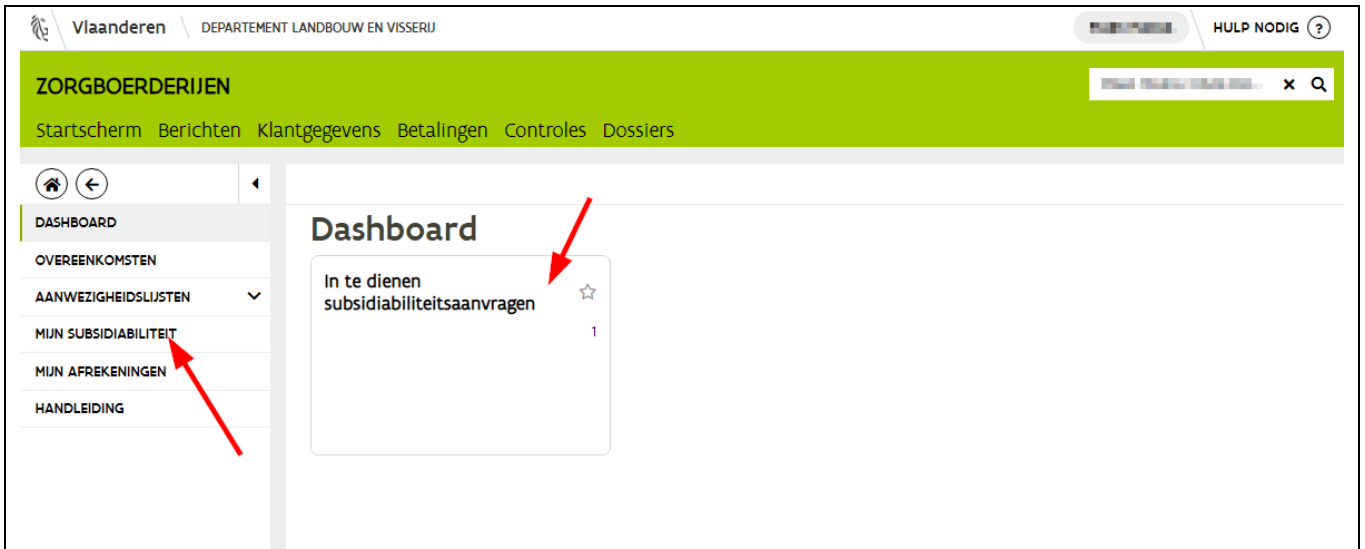 Vlaanderen DEPARTEMENT LANDBOUW EN VISSERIJ HULP NODIG ?
ZORGBOERDERIJEN
Startscherm Berichten Klantgegevens Betalingen Controles Dossiers
DASHBOARD
OVEREENKOMSTEN
AANWEZIGHEIDSLIJSTEN
MIJN SUBSIDIABILITEIT
MIJN AFREKENINGEN
HANDLEIDING
Dashboard
In te dienen
subsidiabiliteitsaanvragen
1